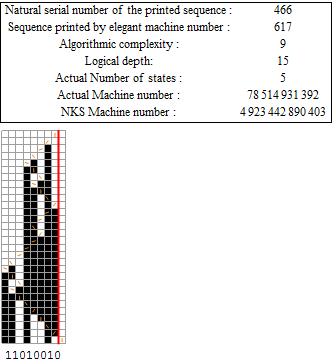 Natural serial number of the printed sequence : 466
Sequence printed by elegant machine number : 617
Algorithmic complexity : 9
Logical depth: 15
Actual Number of states : 5
Actual Machine number : 78 514 931 392
NKS Machine number : 4 923 442 890 403
11010010